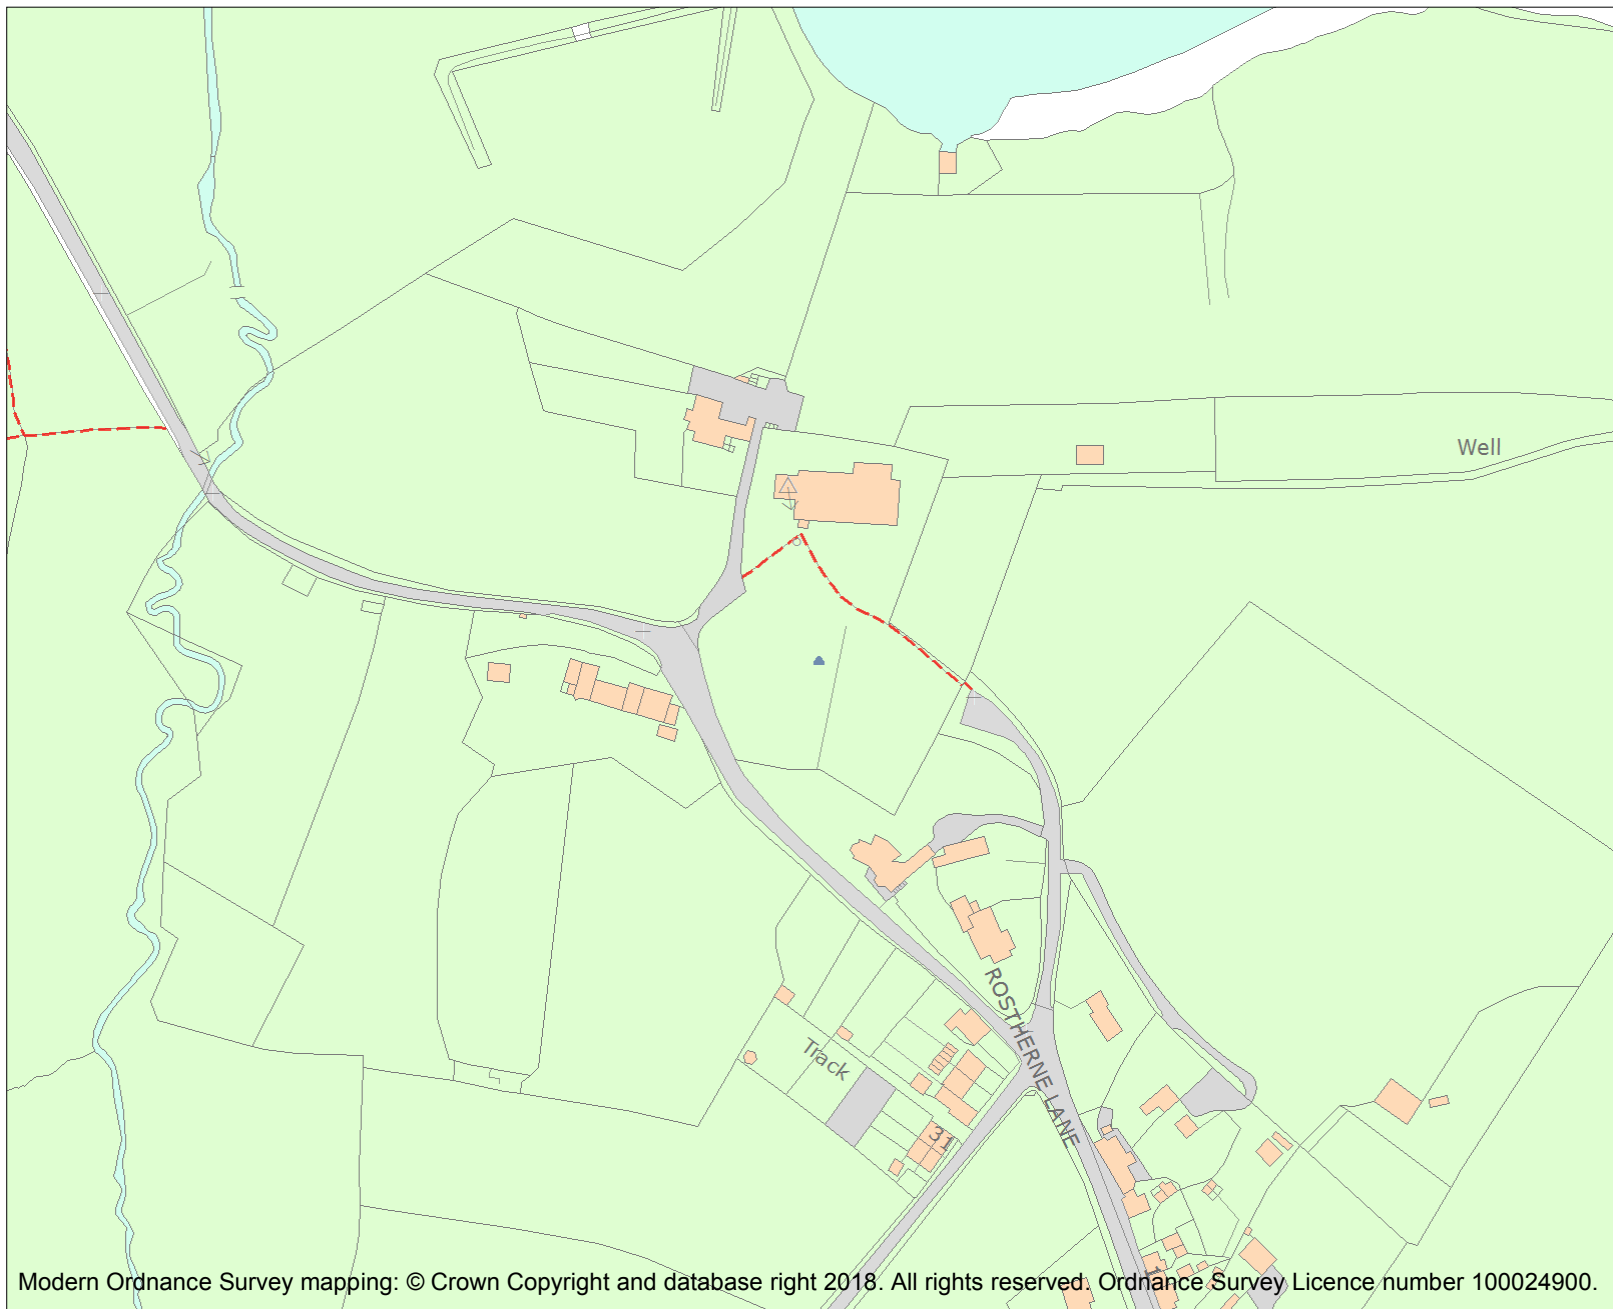 Well
ROSTHERNE LANE
Track
31
1
Modern Ordnance Survey mapping: © Crown Copyright and database right 2018. All rights reserved. Ordnance Survey Licence number 100024900.